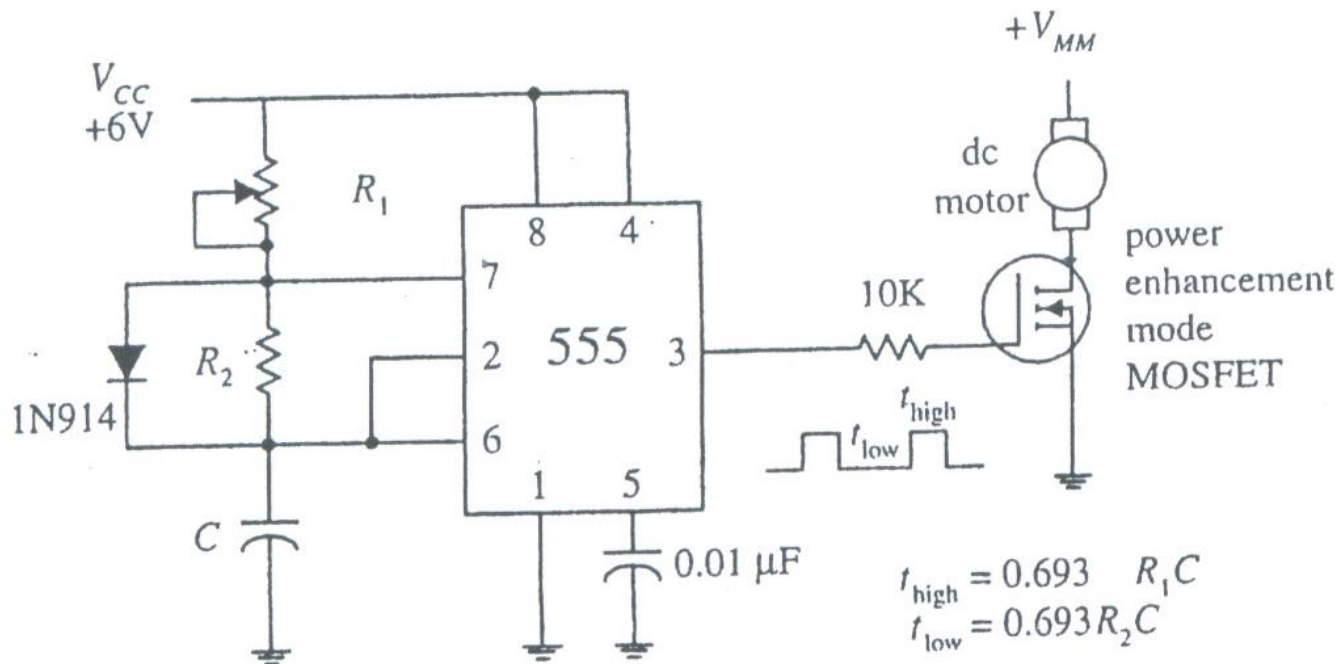 +V_MM
V_CC
+6V
R_1
dc
motor
8 4
7
power
enhancement
mode
MOSFET
10K
R_2
2
555
3
1N914
6
t_high
t_low
1 5
C
0.01 µF
t_high = 0.693 R_1C
t_low = 0.693R_2C